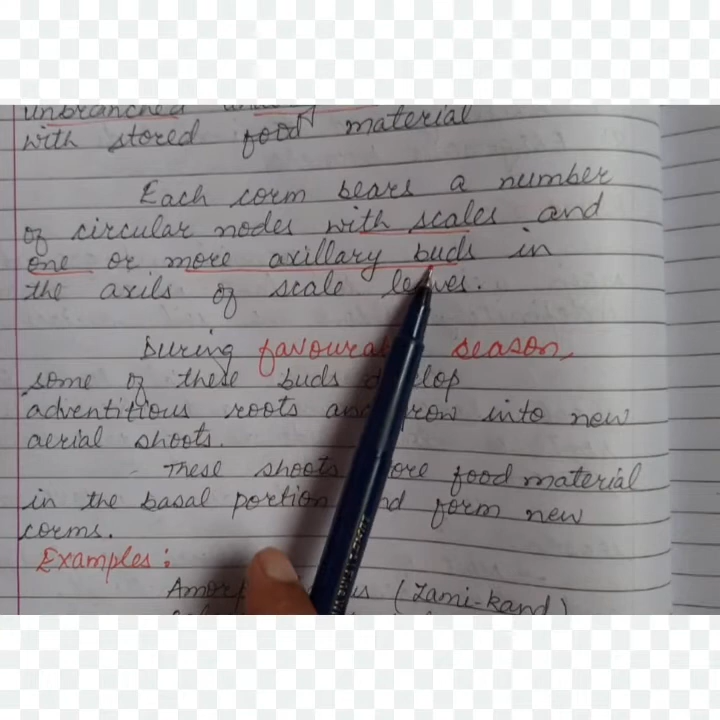 unbranched
with stored food material
Each corm bears a number
of circular nodes with scales and
one or more axillary buds in
the axils of scale leaves.
During favourable season,
some of these buds develop
adventitious roots and grow into new
aerial shoots.
These shoots store food material
in the basal portion and form new
corms.
Examples:
(Zami-kand)